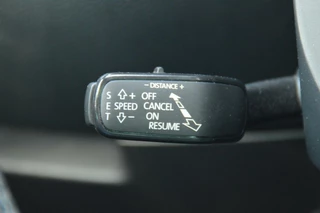 − DISTANCE +
S ⇧ + OFF
E SPEED CANCEL
T ⇩ − ON
RESUME